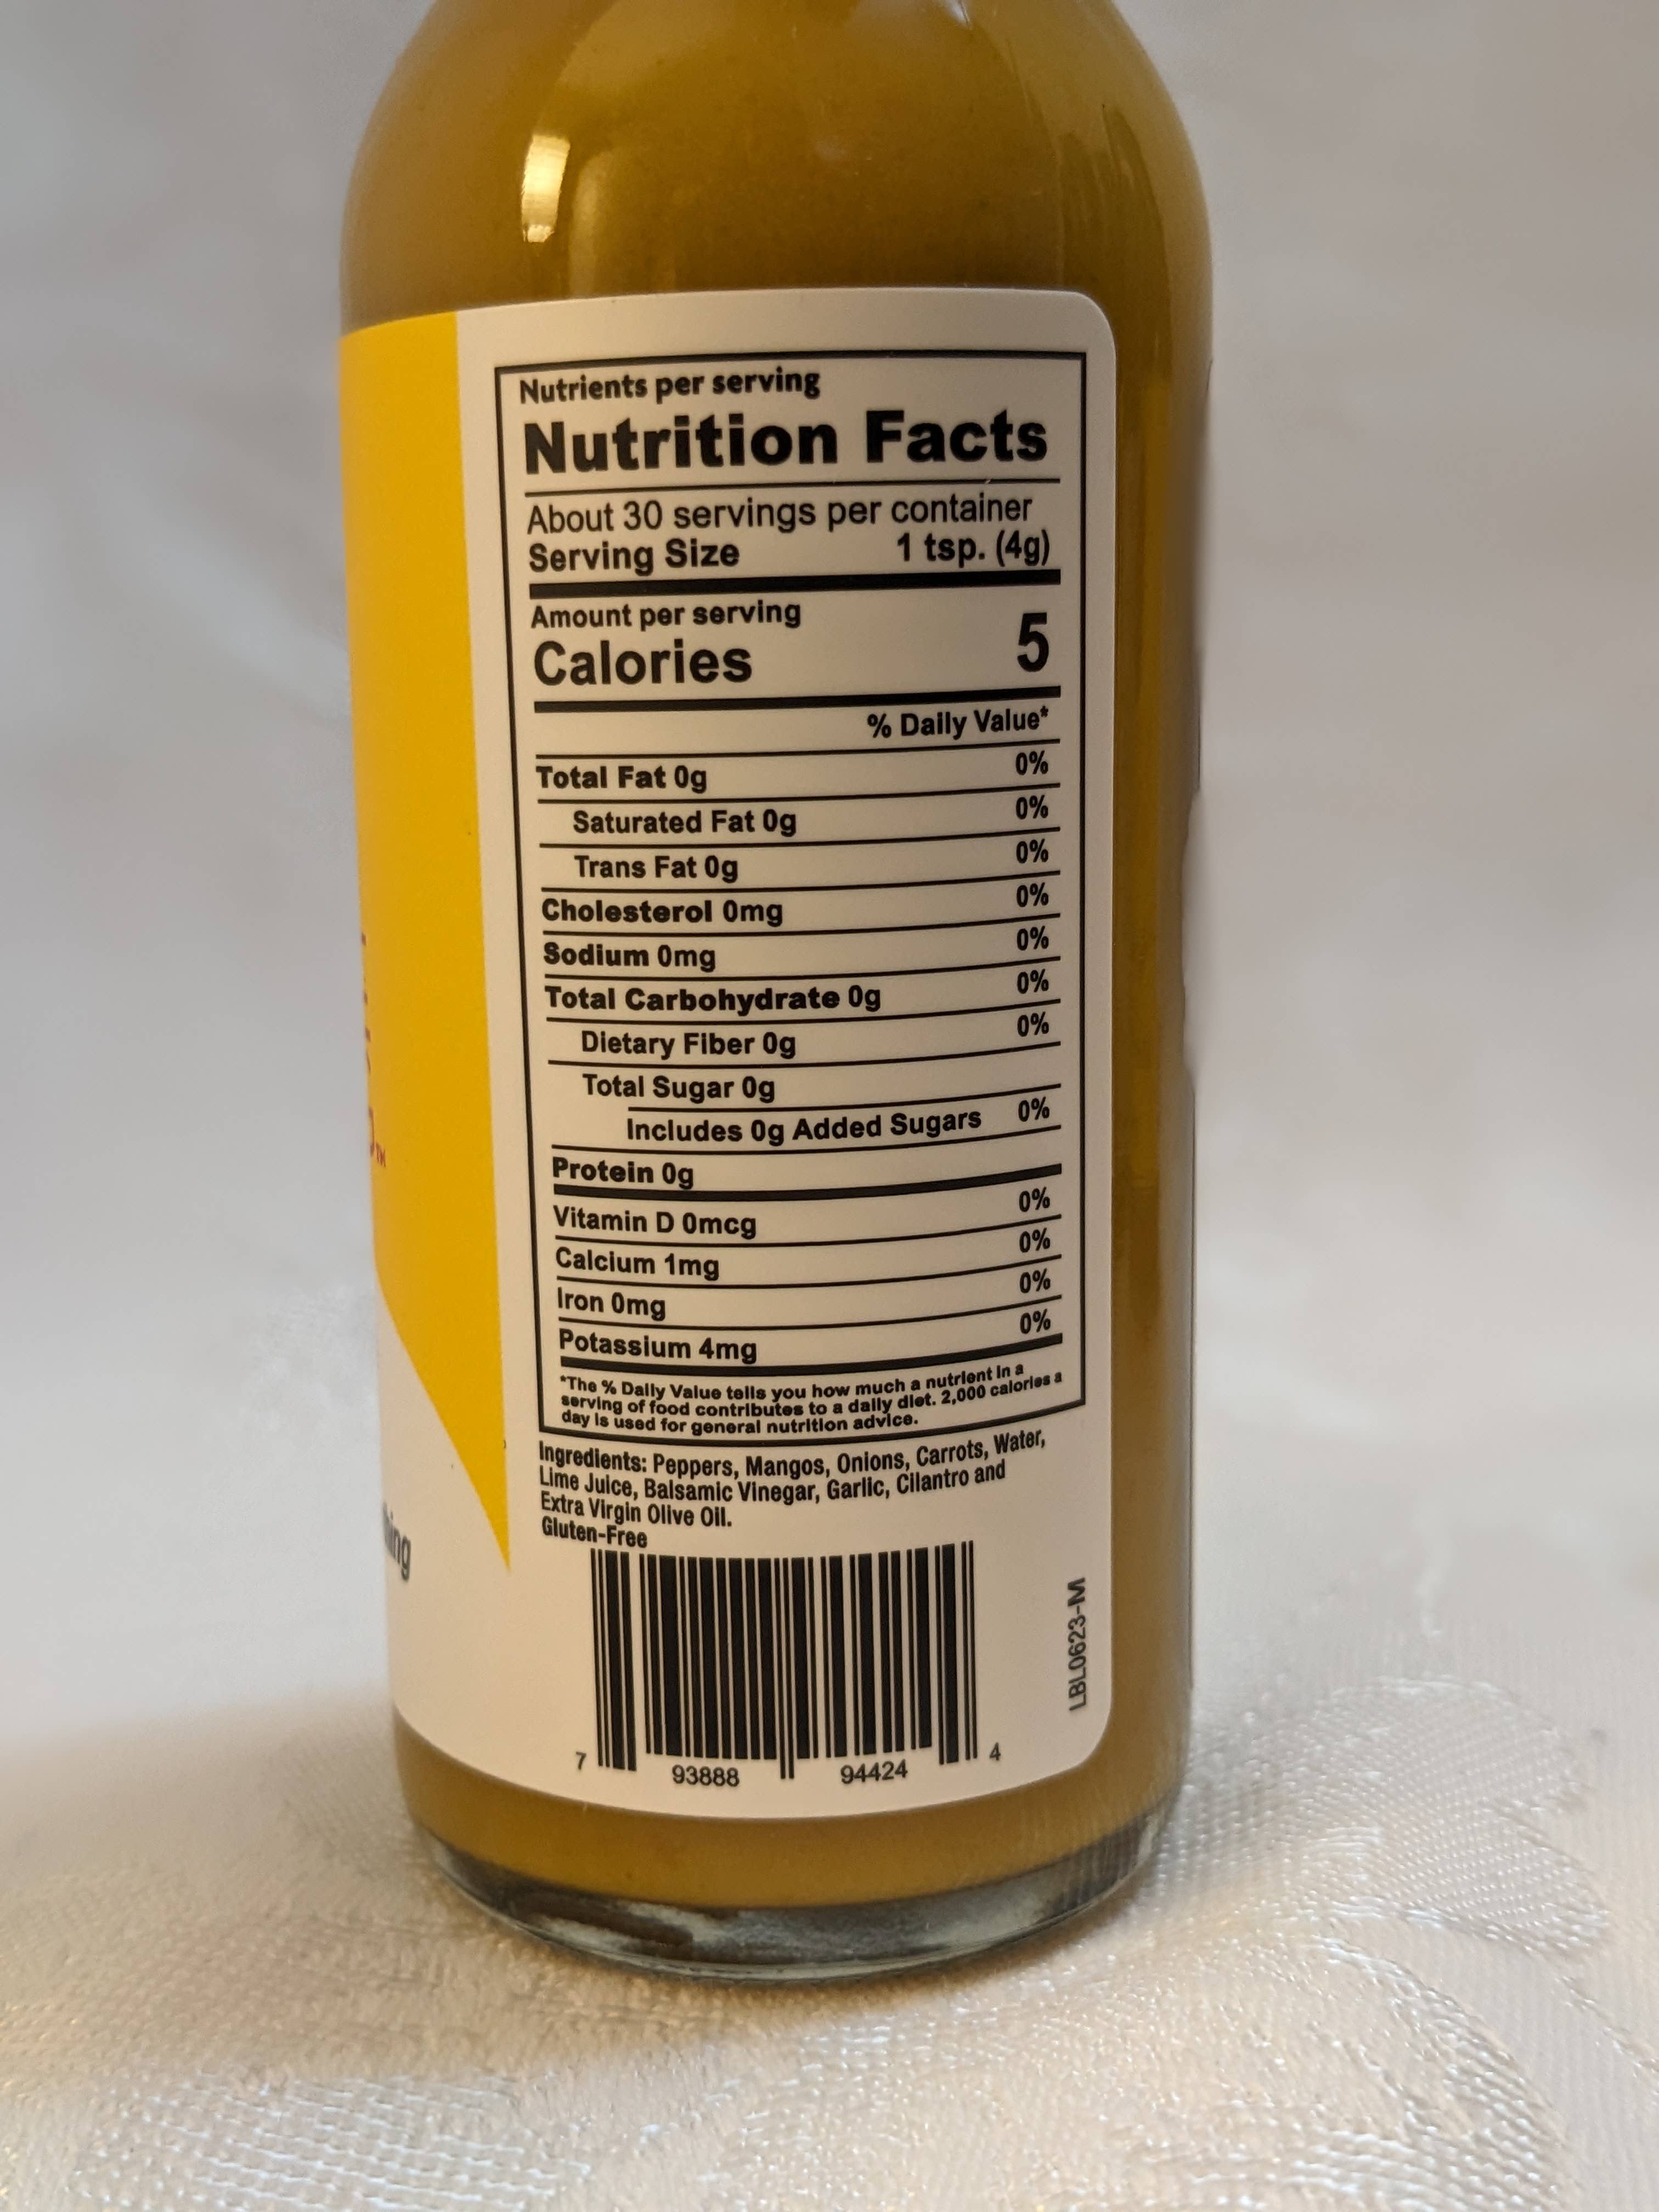 Nutrients per serving
Nutrition Facts
About 30 servings per container
Serving Size 1 tsp. (4g)
Amount per serving
Calories 5
% Daily Value*
Total Fat 0g 0%
Saturated Fat 0g 0%
Trans Fat 0g 0%
Cholesterol 0mg 0%
Sodium 0mg 0%
Total Carbohydrate 0g 0%
Dietary Fiber 0g 0%
Total Sugar 0g
Includes 0g Added Sugars 0%
Protein 0g
Vitamin D 0mcg 0%
Calcium 1mg 0%
Iron 0mg 0%
Potassium 4mg 0%
*The % Daily Value tells you how much a nutrient in a
serving of food contributes to a daily diet. 2,000 calories a
day is used for general nutrition advice.
Ingredients: Peppers, Mangos, Onions, Carrots, Water,
Lime Juice, Balsamic Vinegar, Garlic, Cilantro and
Extra Virgin Olive Oil.
Gluten-Free
7 93888 94424 4
LBL0623-M
TM